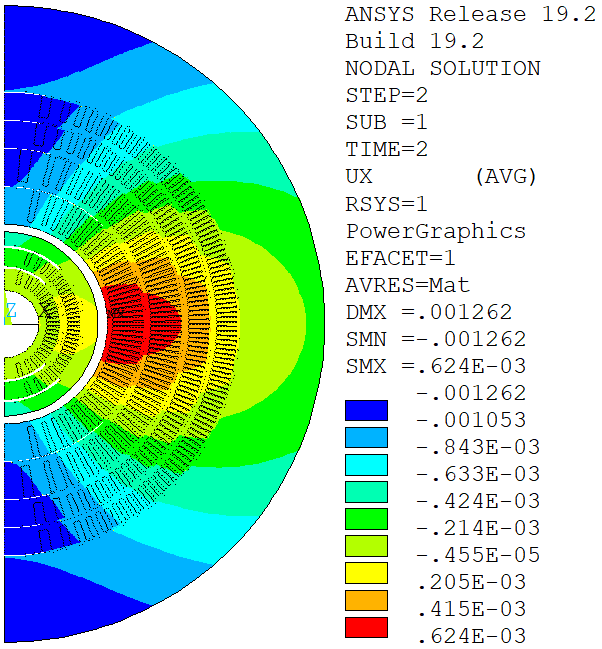 ANSYS Release 19.2
Build 19.2
NODAL SOLUTION
STEP=2
SUB =1
TIME=2
UX (AVG)
RSYS=1
PowerGraphics
EFACET=1
AVRES=Mat
DMX =.001262
SMN =-.001262
SMX =.624E-03
-.001262
-.001053
-.843E-03
-.633E-03
-.424E-03
-.214E-03
-.455E-05
.205E-03
.415E-03
.624E-03
Z